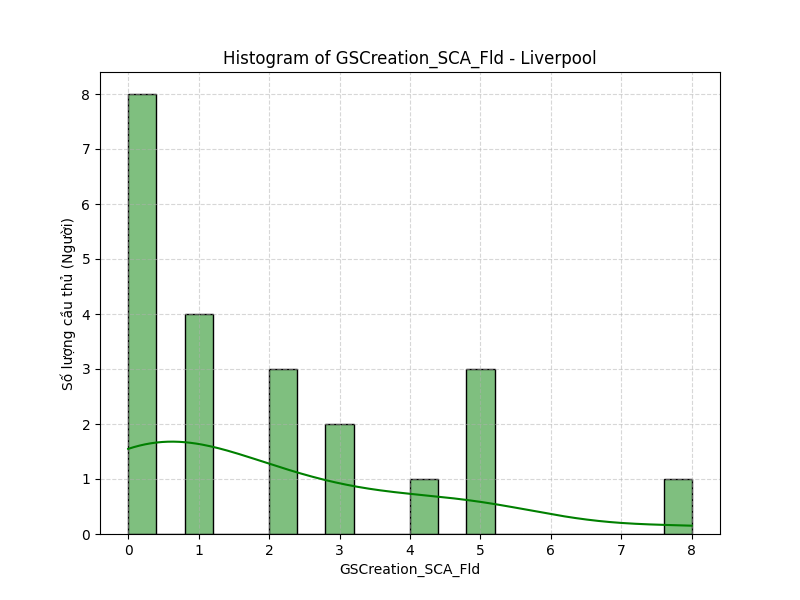 Histogram of GSCreation_SCA_Fld - Liverpool
Số lượng cầu thủ (Người)
8
7
6
5
4
3
2
1
0
0 1 2 3 4 5 6 7 8
GSCreation_SCA_Fld